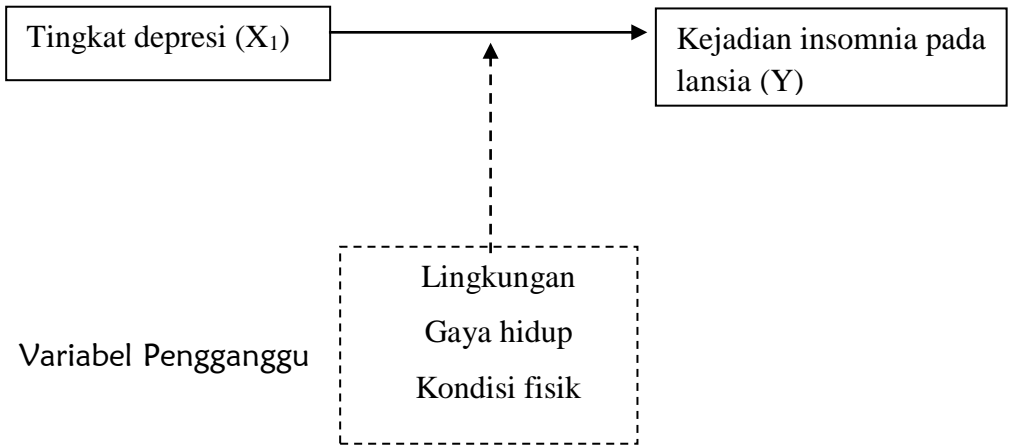 Tingkat depresi (X₁)
Kejadian insomnia pada
lansia (Y)
Lingkungan
Gaya hidup
Variabel Pengganggu
Kondisi fisik